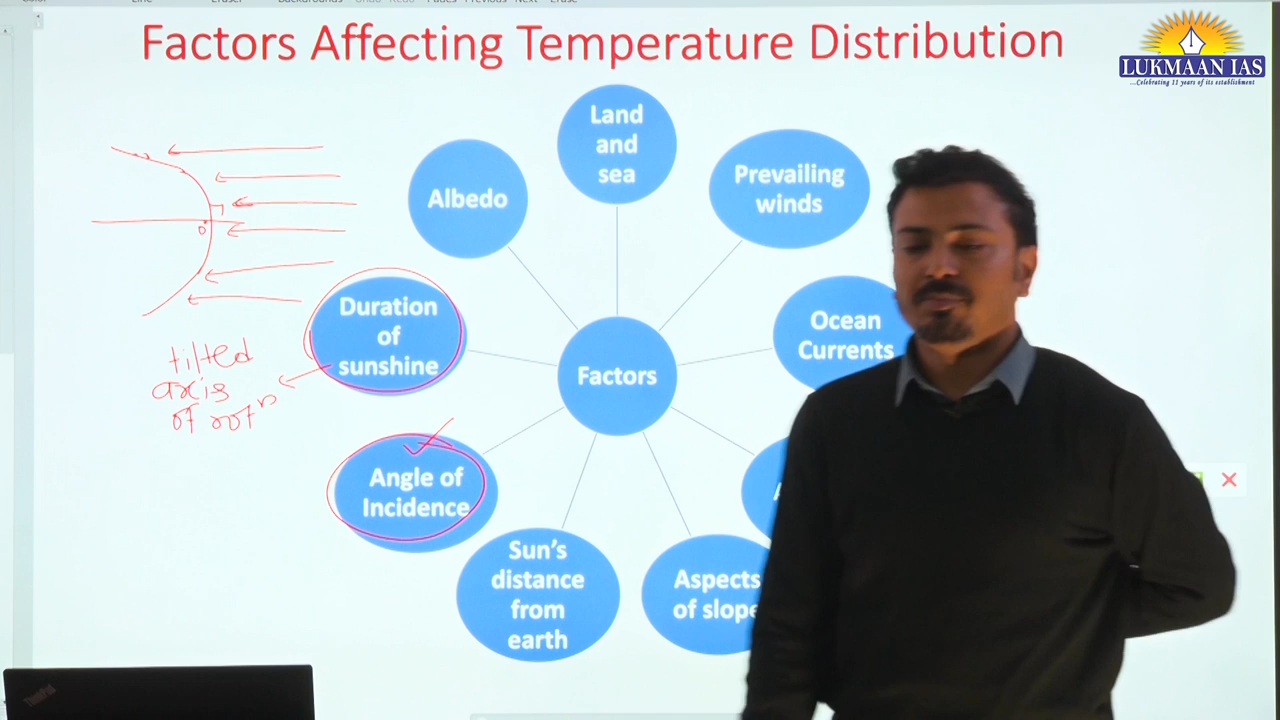 Factors Affecting Temperature Distribution
LUKMAAN IAS
...Celebrating 11 years of its establishment
Land
and
sea
Albedo
Prevailing
winds
Duration
of
sunshine
Ocean
Currents
Factors
tilted
axis
of rotⁿ
Angle of
Incidence
Sun's
distance
from
earth
Aspects
of slope
0
ThinkPad